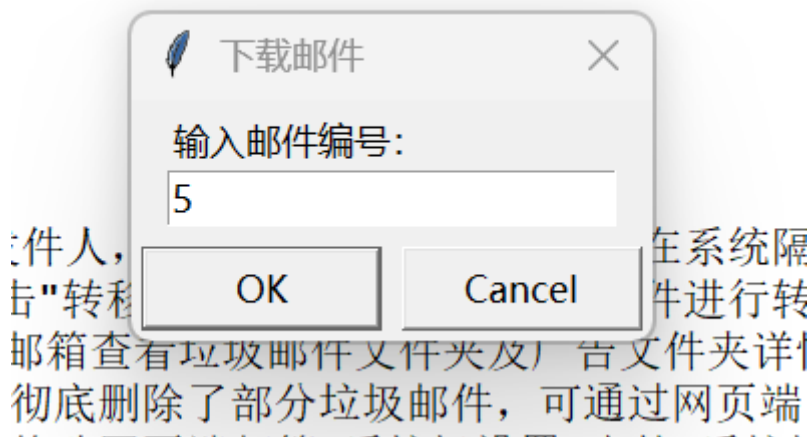 下载邮件
输入邮件编号：
5
OK Cancel
件人， 在系统隔
击"转移 件进行转
邮箱查看垃圾邮件文件夹及广告文件夹详
彻底删除了部分垃圾邮件，可通过网页端